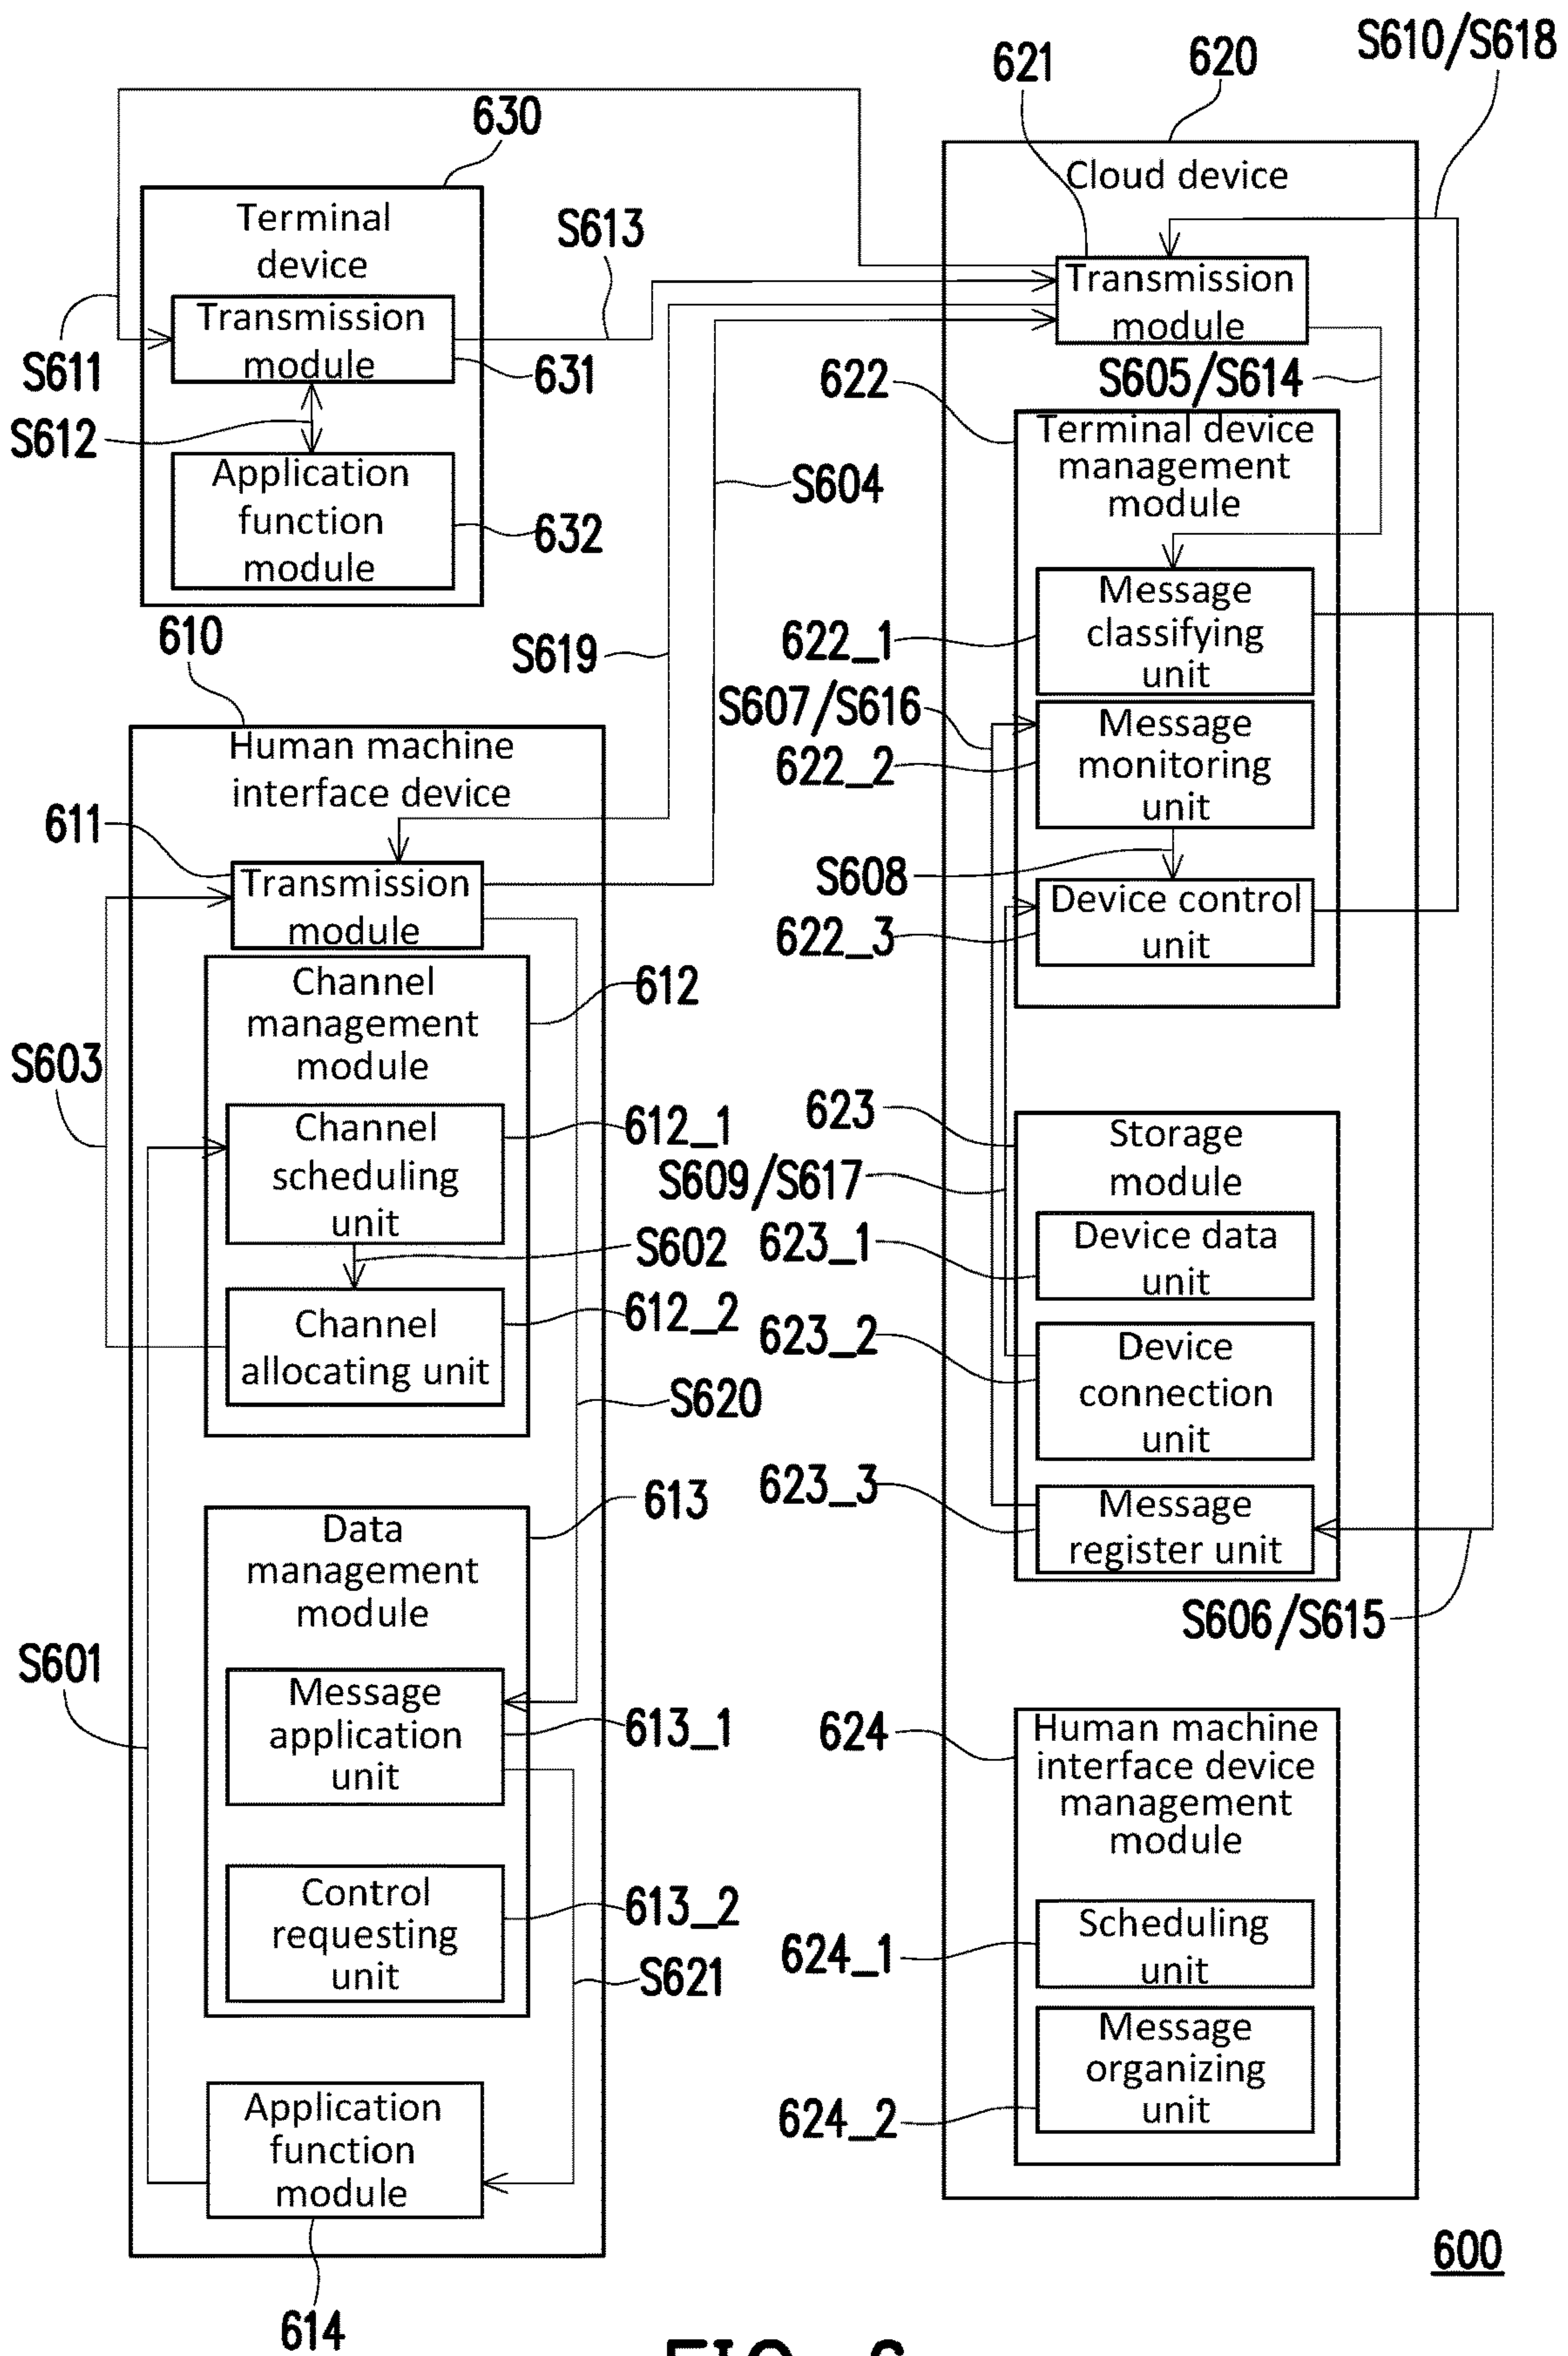 S610/S618
620
621
630
Cloud device
Terminal
device
S613
Transmission
module
Transmission
module
S611
631
S605/S614
622
S612
Terminal device
management
module
Application
function
module
S604
632
Message
classifying
unit
610
622_1
S619
S607/S616
Message
monitoring
unit
622_2
Human machine
interface device
611
S608
Transmission
module
Device control
unit
622_3
Channel
management
module
612
S603
623
Storage
module
Channel
scheduling
unit
612_1
S609/S617
S602
623_1
Device data
unit
612_2
Channel
allocating unit
623_2
Device
connection
unit
S620
623_3
613
Message
register unit
Data
management
module
S606/S615
S601
Message
application
unit
613_1
624
Human machine
interface device
management
module
Control
requesting
unit
613_2
Scheduling
unit
624_1
S621
Message
organizing
unit
624_2
Application
function
module
600
614